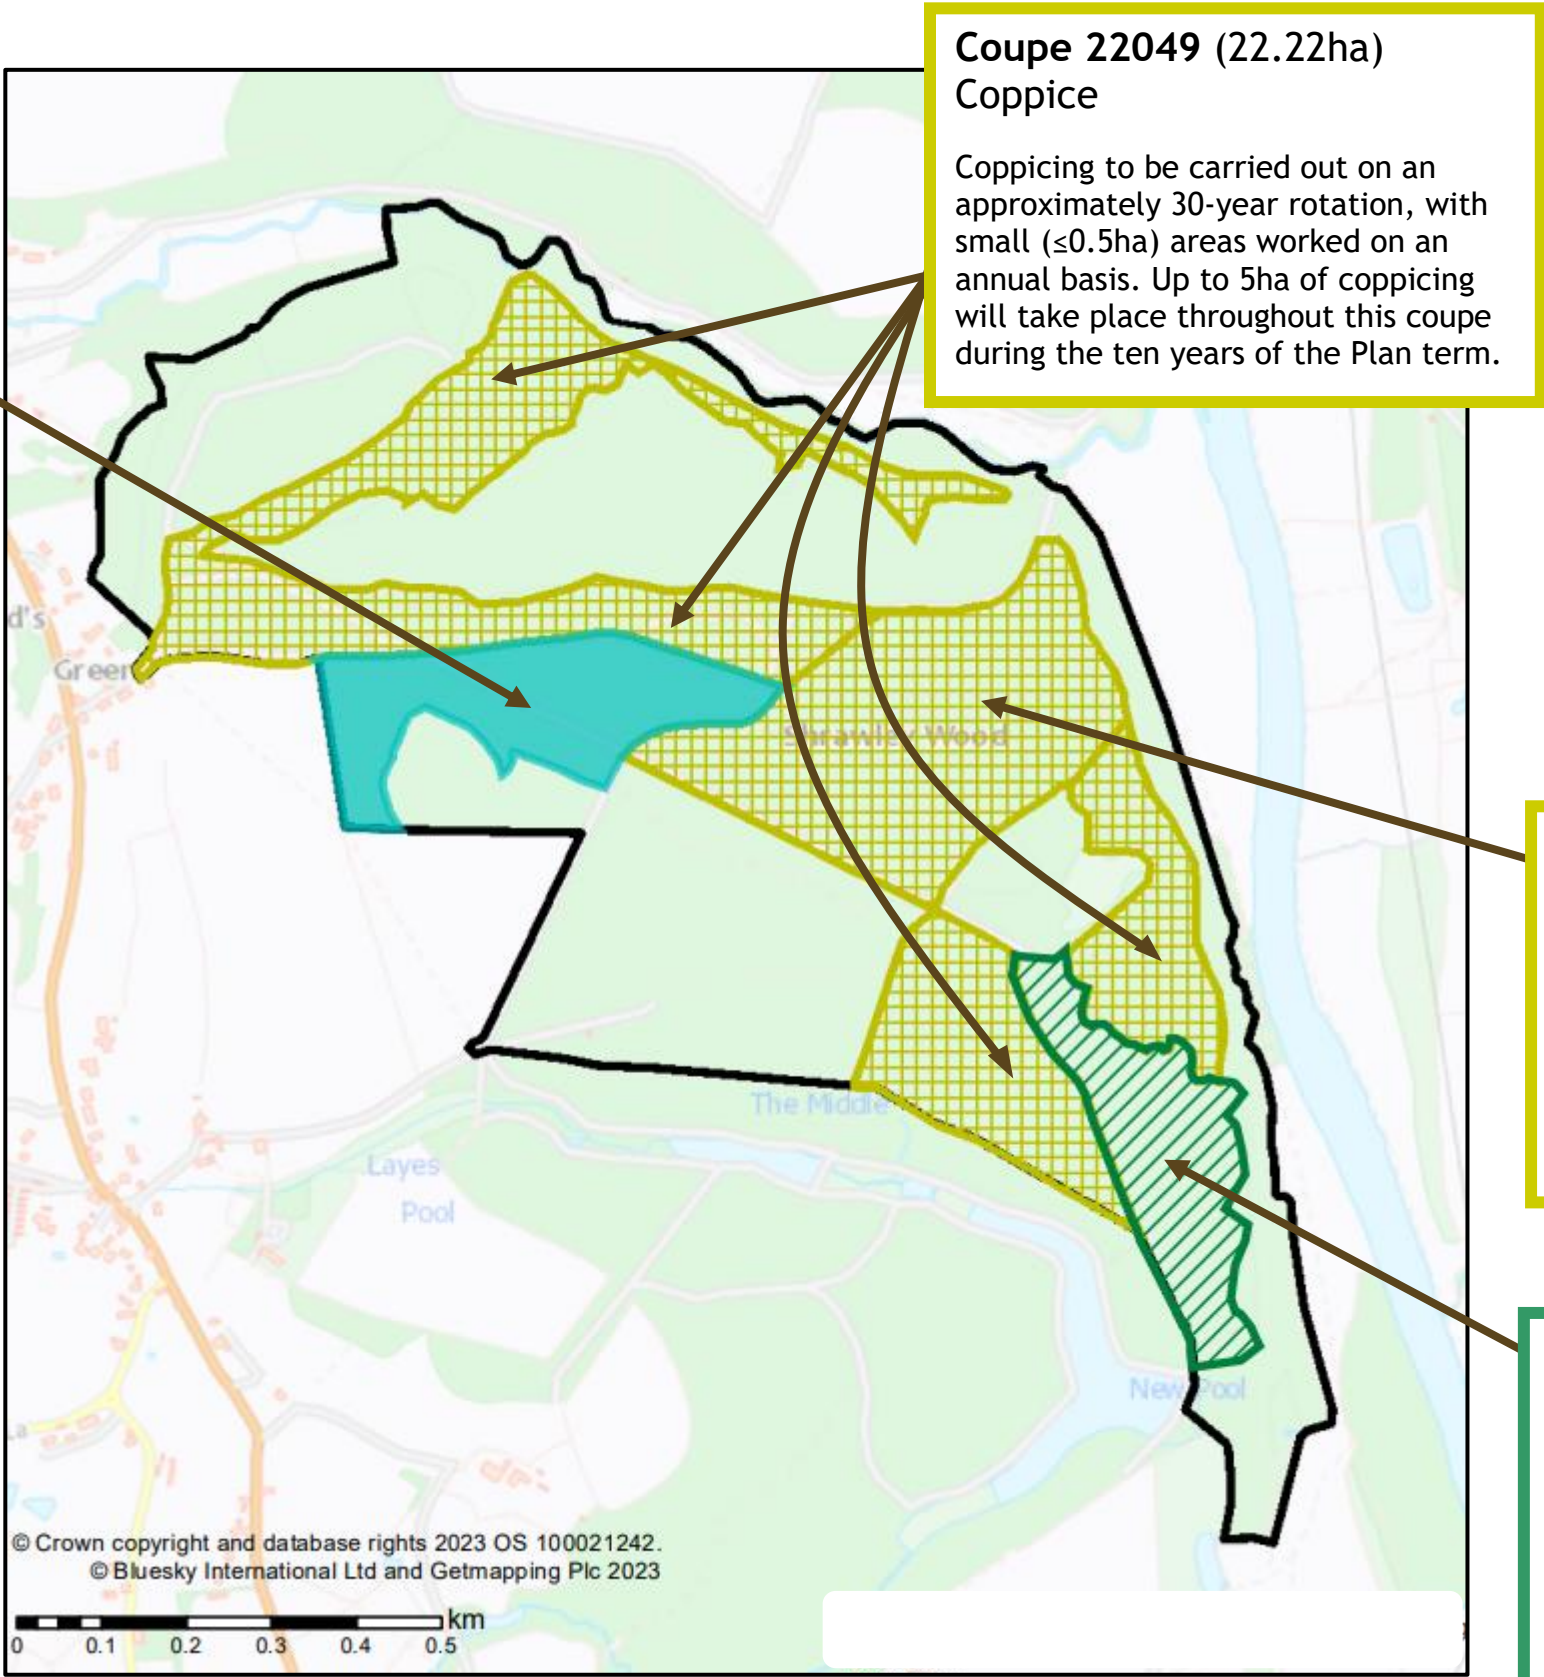 Coupe 22049 (22.22ha)
Coppice
Coppicing to be carried out on an
approximately 30-year rotation, with
small (≤0.5ha) areas worked on an
annual basis. Up to 5ha of coppicing
will take place throughout this coupe
during the ten years of the Plan term.
d's
Green
Shrawley Wood
The Middle
Layes
Pool
New Pool
La
© Crown copyright and database rights 2023 OS 100021242.
© Bluesky International Ltd and Getmapping Plc 2023
km
0 0.1 0.2 0.3 0.4 0.5